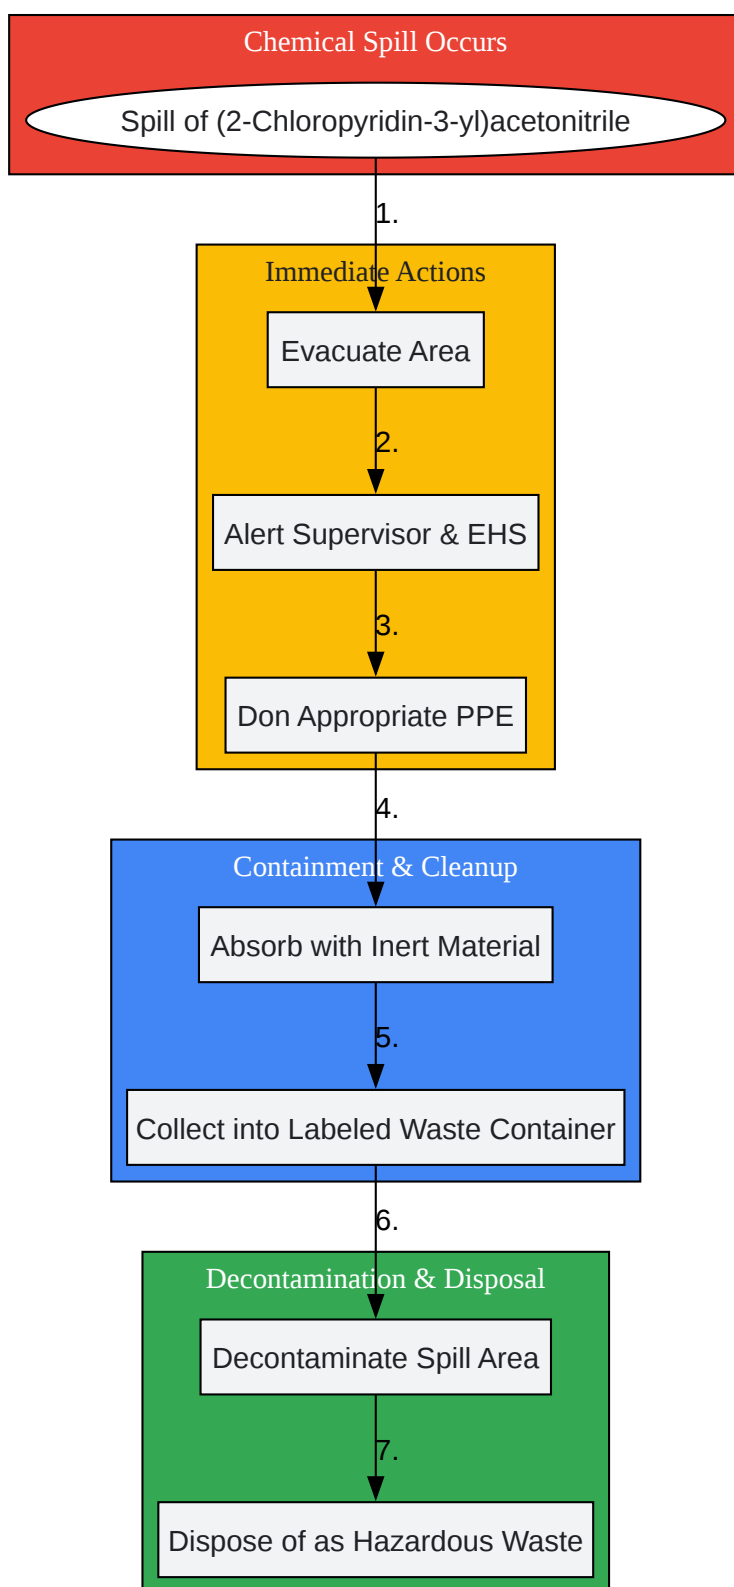 Chemical Spill Occurs
Spill of (2-Chloropyridin-3-yl)acetonitrile
1.
Immediate Actions
Evacuate Area
2.
Alert Supervisor & EHS
3.
Don Appropriate PPE
4.
Containment & Cleanup
Absorb with Inert Material
5.
Collect into Labeled Waste Container
6.
Decontamination & Disposal
Decontaminate Spill Area
7.
Dispose of as Hazardous Waste